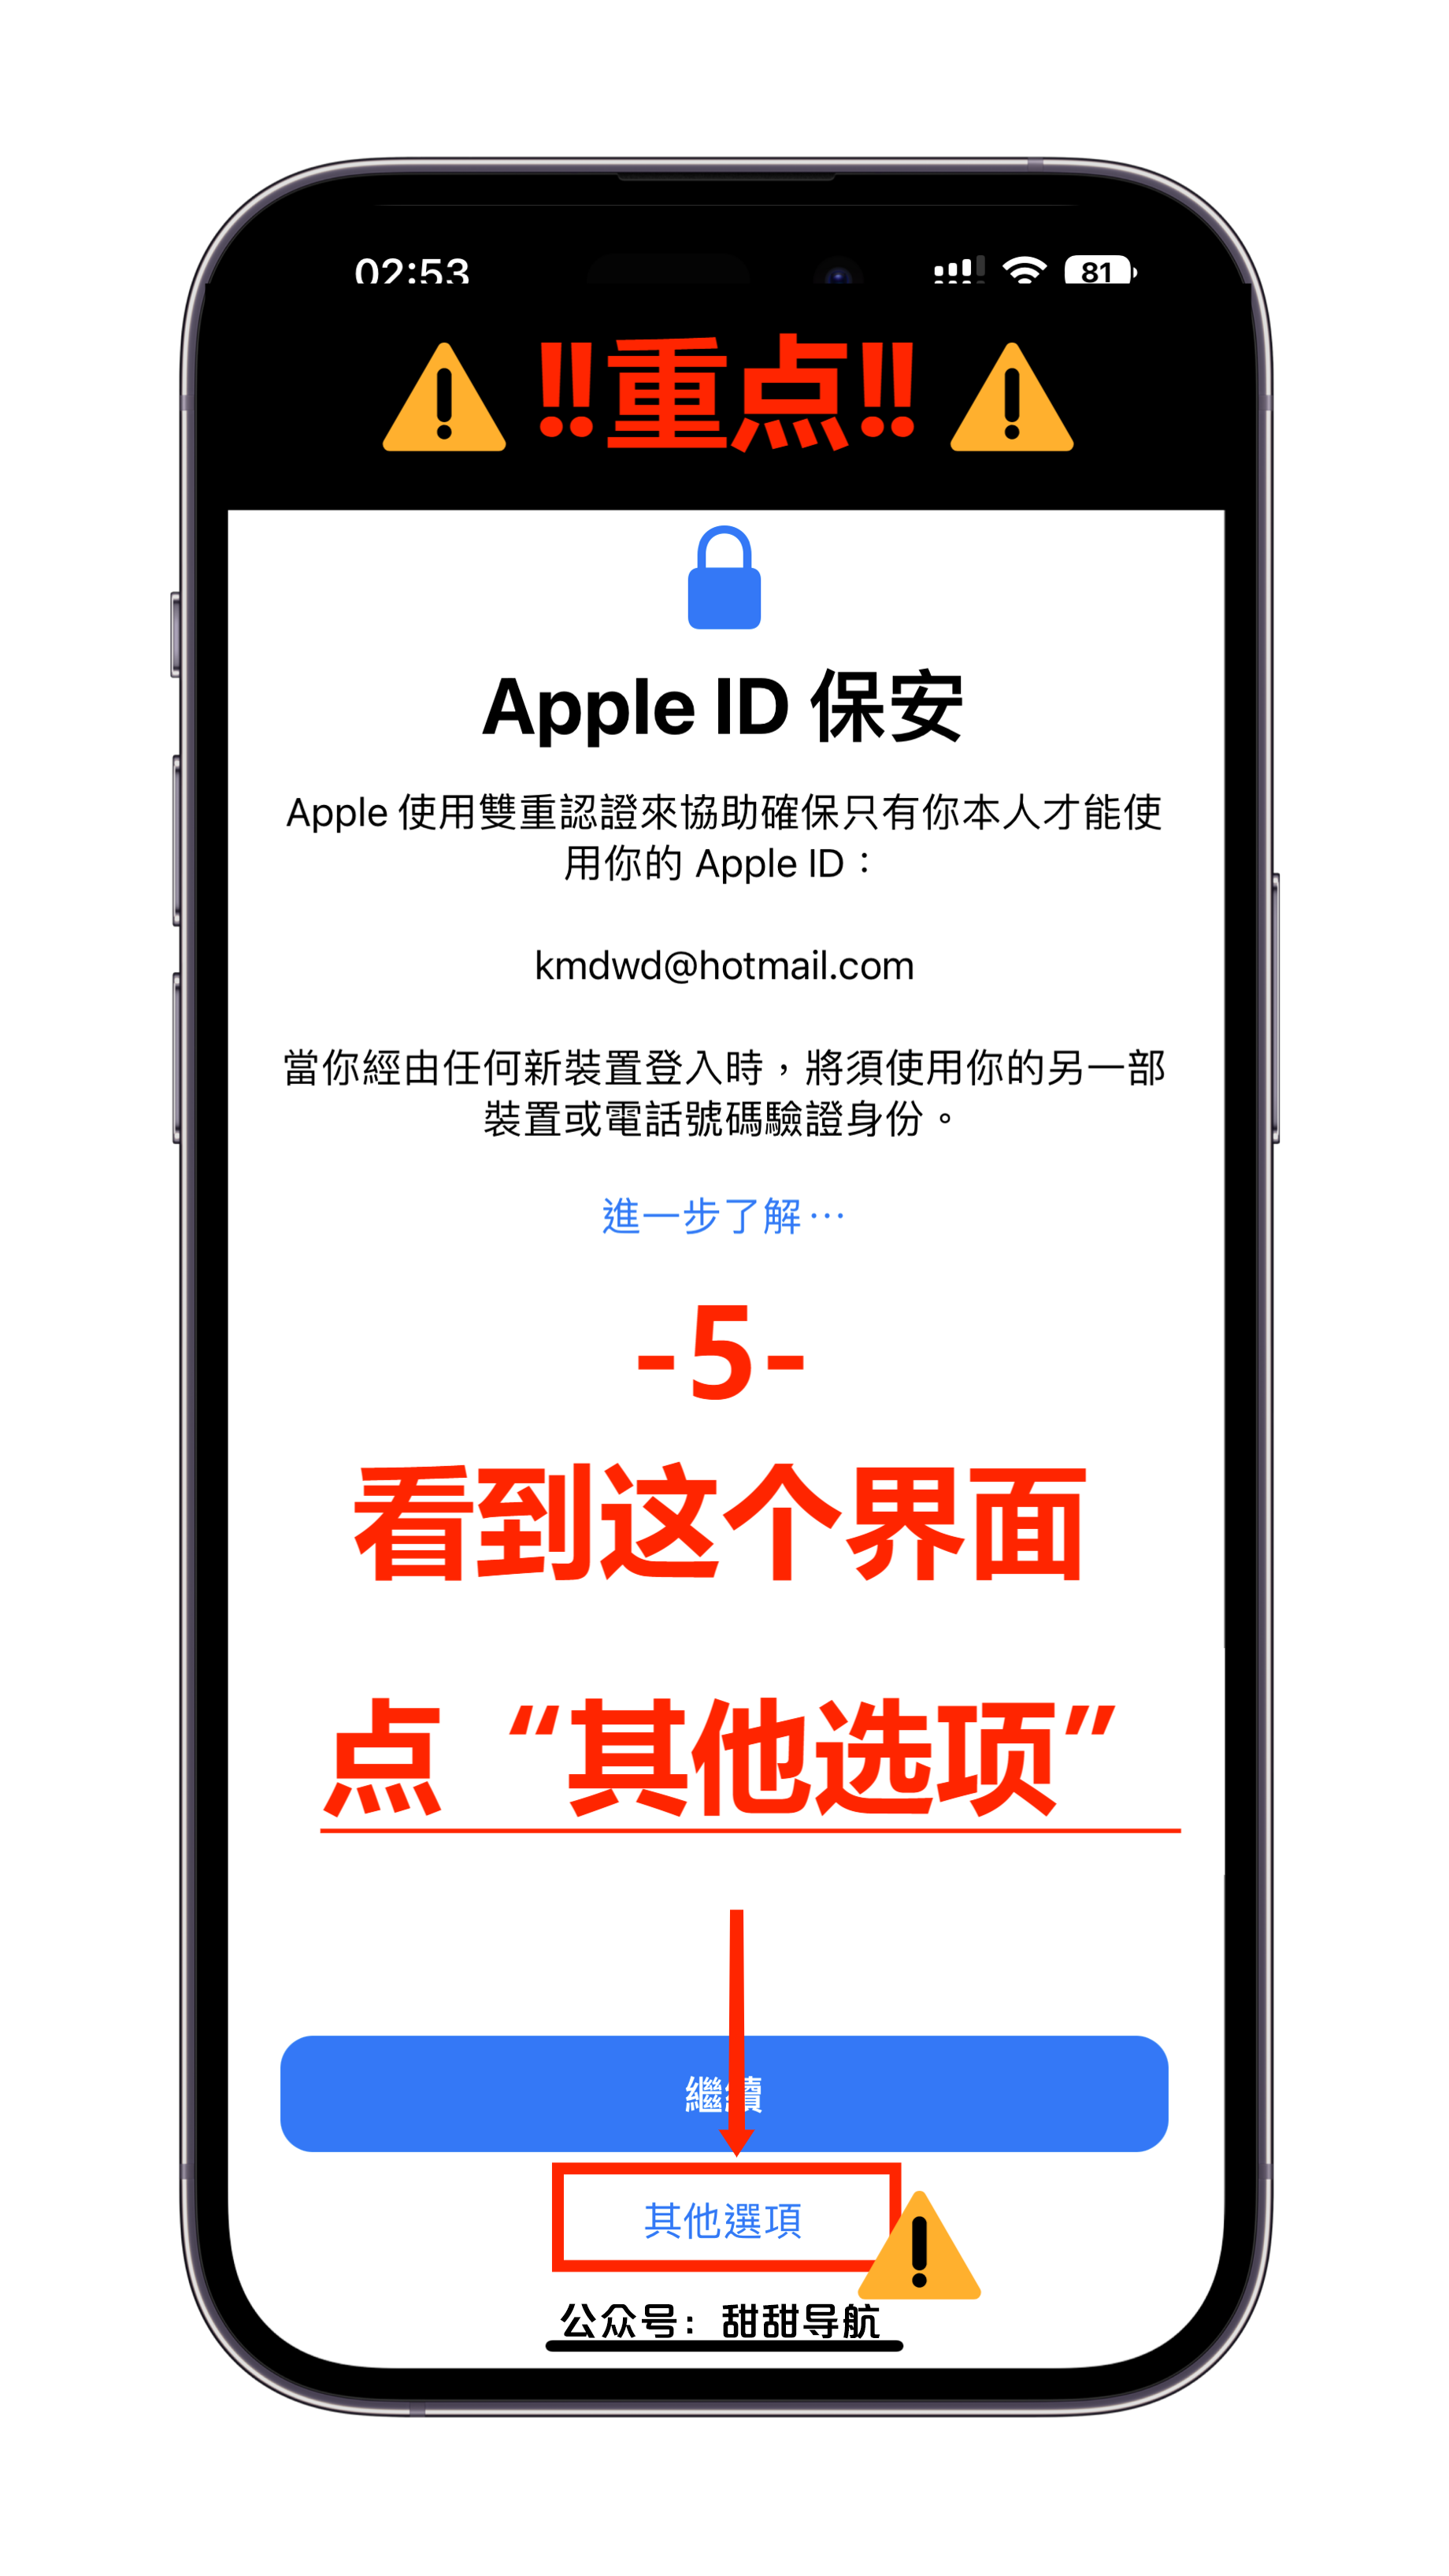 02:53 81
‼重点‼
Apple ID 保安
Apple 使用雙重認證來協助確保只有你本人才能使
用你的 Apple ID：
kmdwd@hotmail.com
當你經由任何新裝置登入時，將須使用你的另一部
裝置或電話號碼驗證身份。
進一步了解⋯
-5-
看到这个界面
点“其他选项”
繼續
其他選項
公众号：甜甜导航